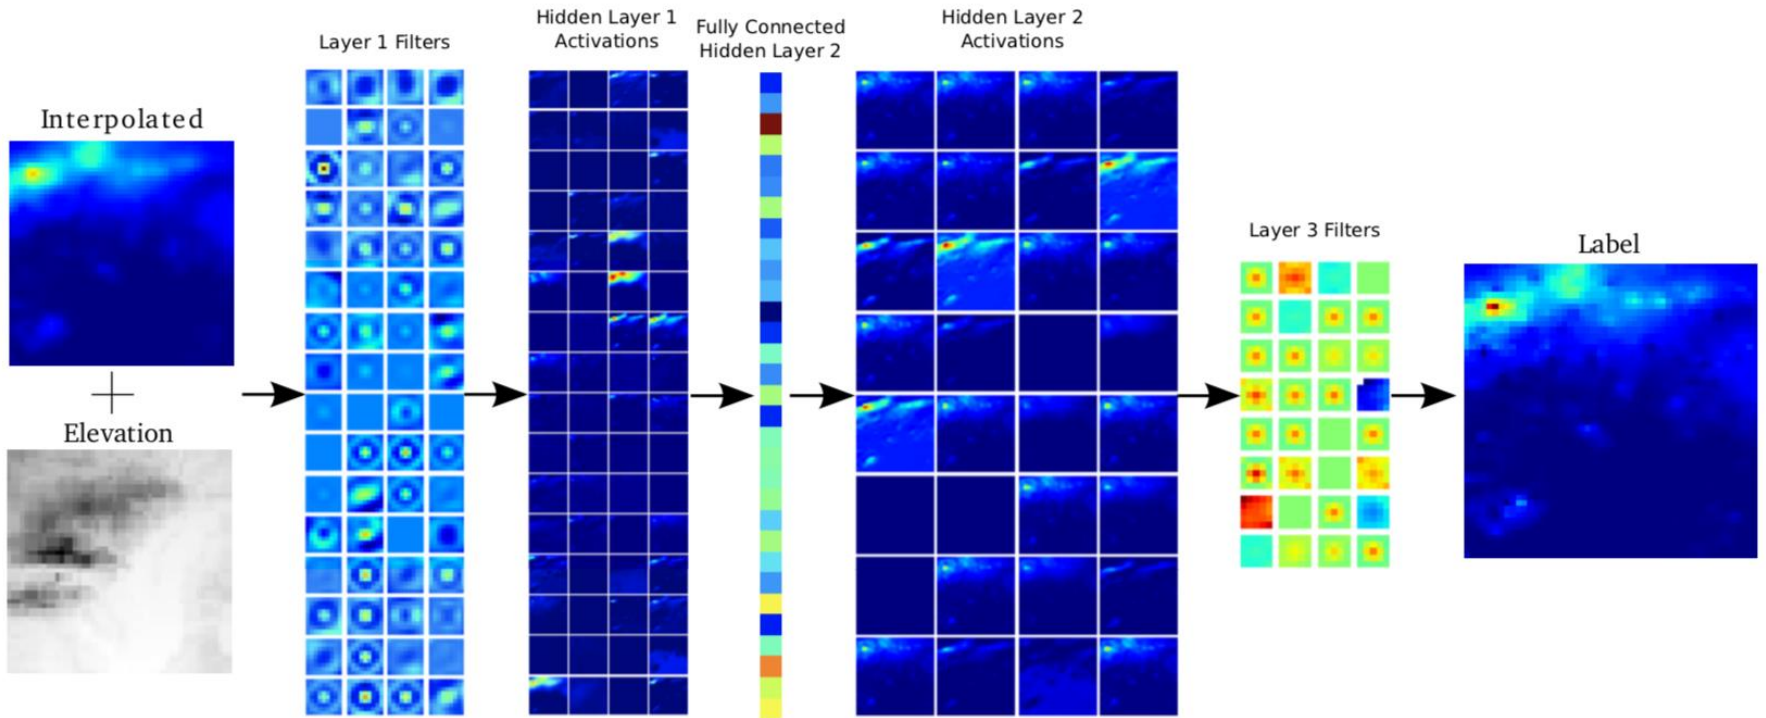 Interpolated
Elevation
Layer 1 Filters
Hidden Layer 1
Activations
Fully Connected
Hidden Layer 2
Hidden Layer 2
Activations
Layer 3 Filters
Label